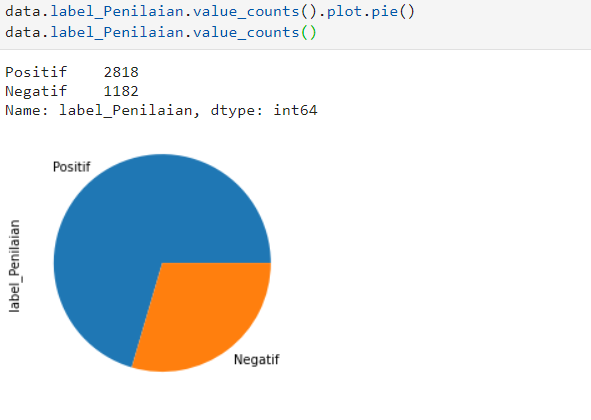 data.label_Penilaian.value_counts().plot.pie()
data.label_Penilaian.value_counts()
Positif    2818
Negatif    1182
Name: label_Penilaian, dtype: int64
Positif
label_Penilaian
Negatif